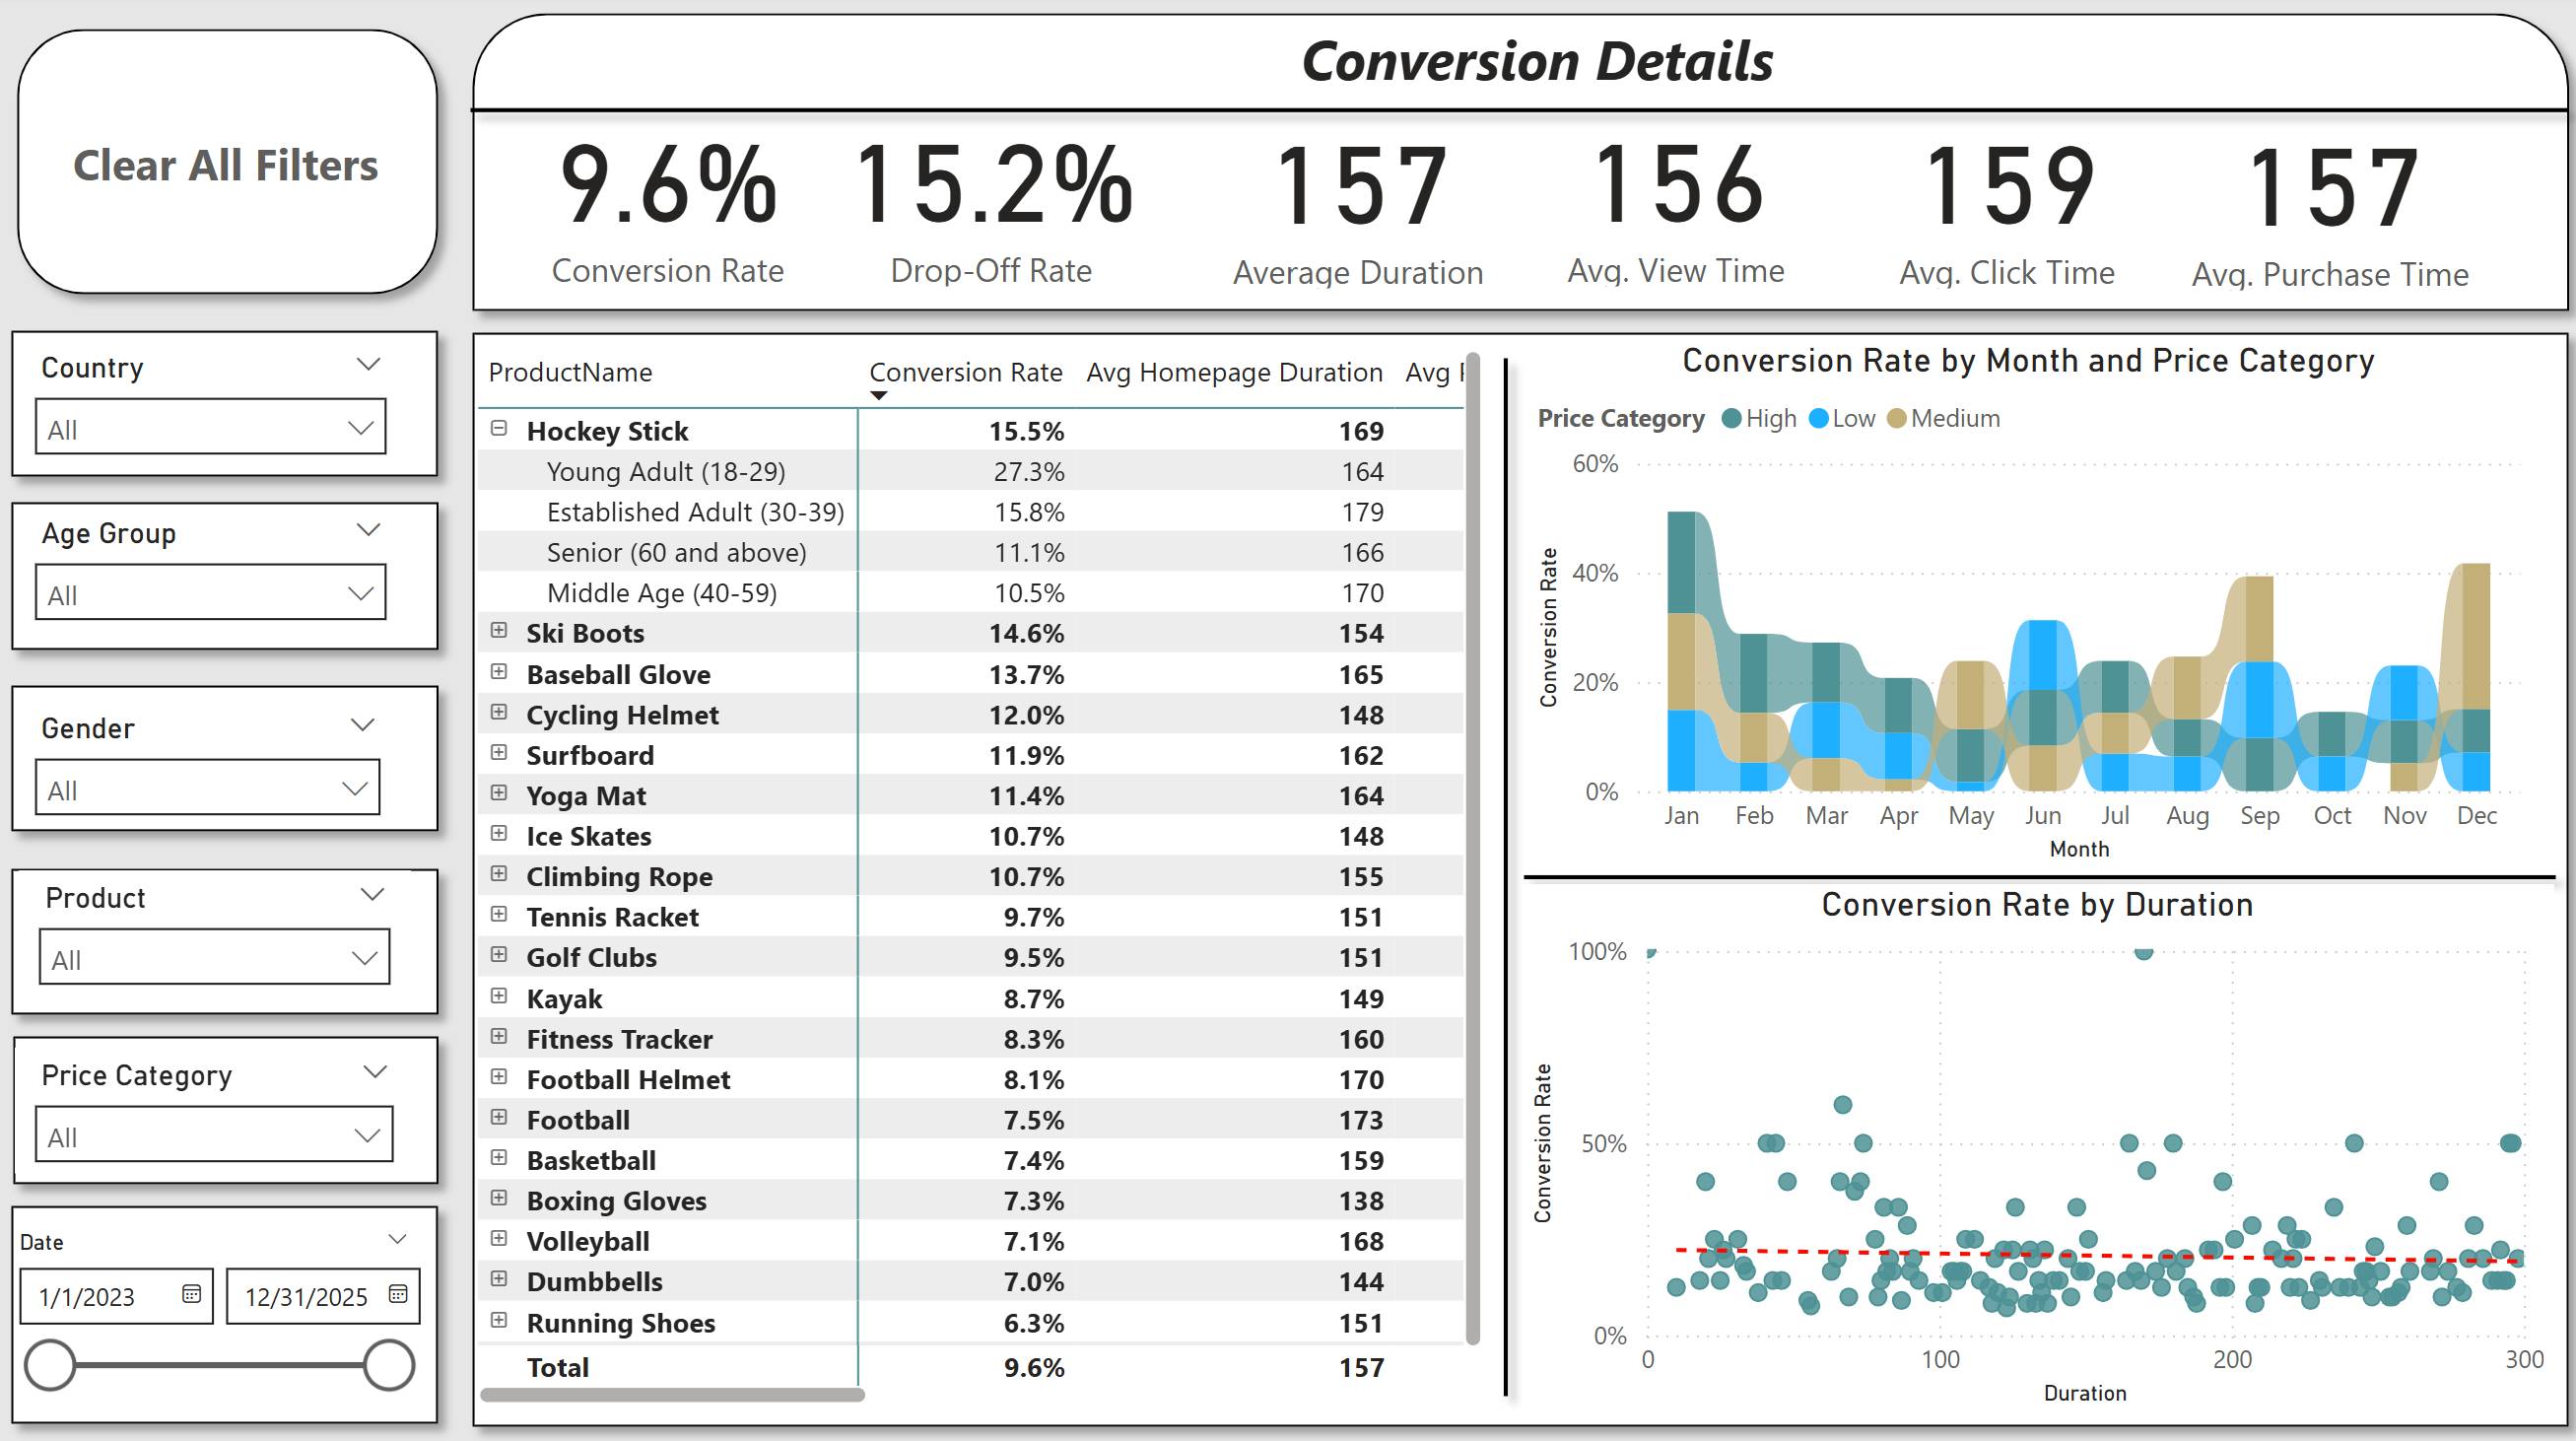 Clear All Filters
Country
All
Age Group
All
Gender
All
Product
All
Price Category
All
Date
1/1/2023 12/31/2025
Conversion Details
9.6% 15.2% 157 156 159 157
Conversion Rate Drop-Off Rate Average Duration Avg. View Time Avg. Click Time Avg. Purchase Time
ProductName Conversion Rate Avg Homepage Duration Avg
Hockey Stick 15.5% 169
Young Adult (18-29) 27.3% 164
Established Adult (30-39) 15.8% 179
Senior (60 and above) 11.1% 166
Middle Age (40-59) 10.5% 170
Ski Boots 14.6% 154
Baseball Glove 13.7% 165
Cycling Helmet 12.0% 148
Surfboard 11.9% 162
Yoga Mat 11.4% 164
Ice Skates 10.7% 148
Climbing Rope 10.7% 155
Tennis Racket 9.7% 151
Golf Clubs 9.5% 151
Kayak 8.7% 149
Fitness Tracker 8.3% 160
Football Helmet 8.1% 170
Football 7.5% 173
Basketball 7.4% 159
Boxing Gloves 7.3% 138
Volleyball 7.1% 168
Dumbbells 7.0% 144
Running Shoes 6.3% 151
Total 9.6% 157
Conversion Rate by Month and Price Category
Price Category High Low Medium
Conversion Rate
60%
40%
20%
0%
Jan Feb Mar Apr May Jun Jul Aug Sep Oct Nov Dec
Month
Conversion Rate by Duration
Conversion Rate
100%
50%
0%
0 100 200 300
Duration